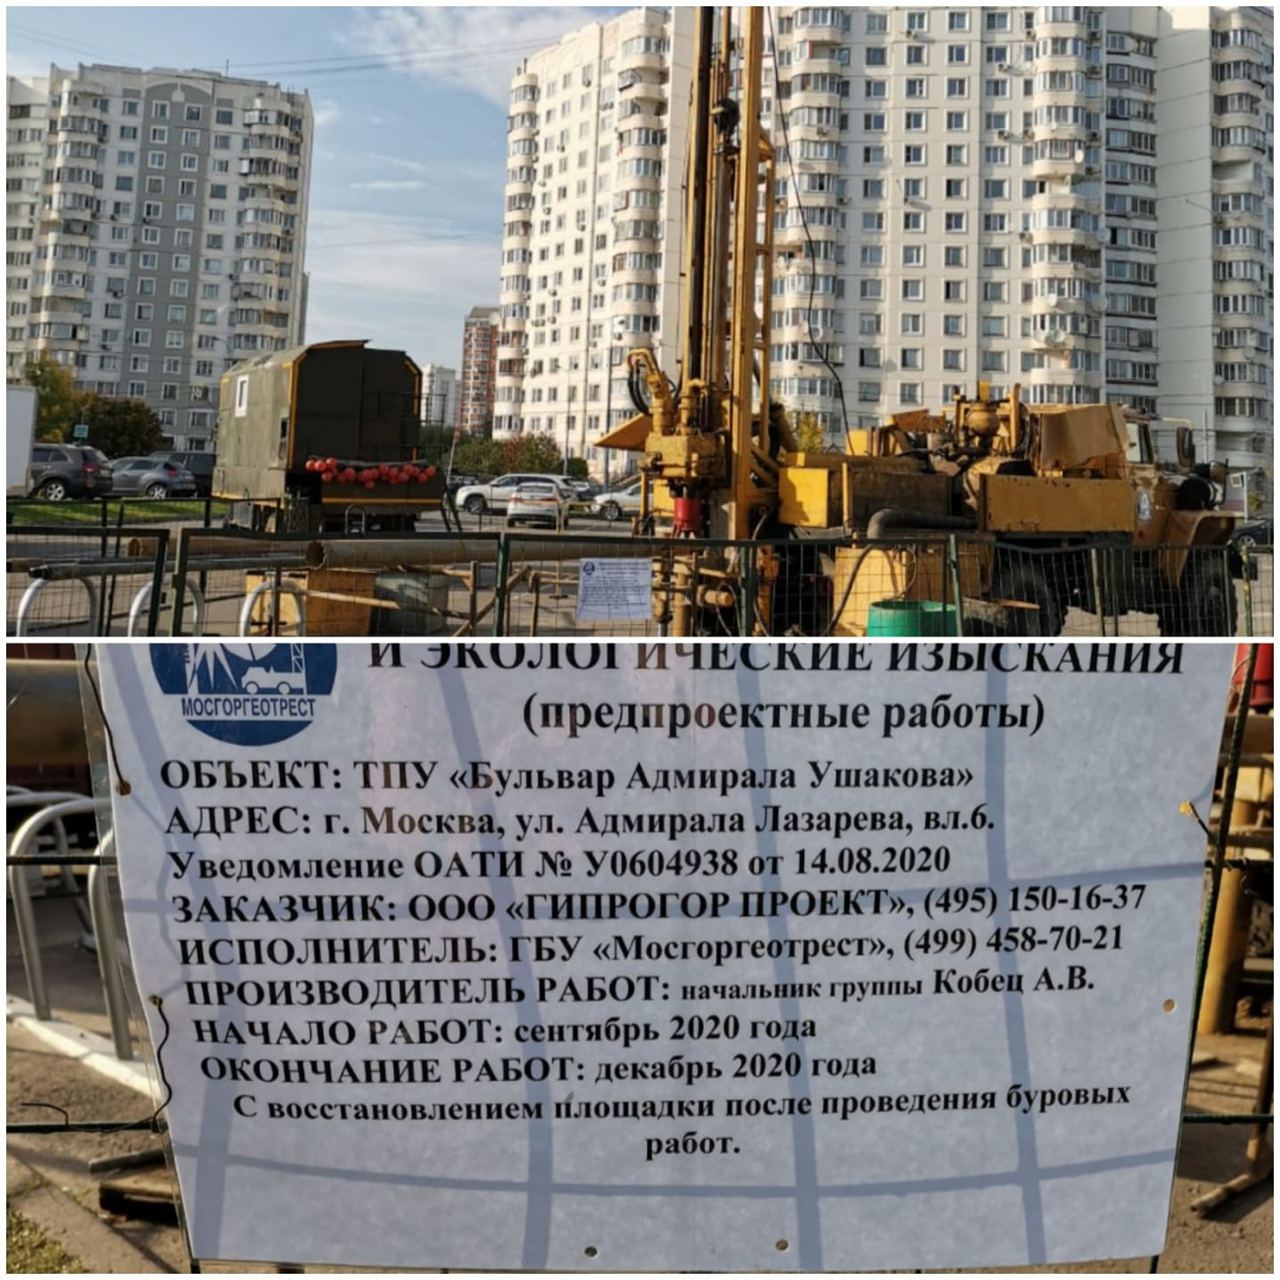 И ЭКОЛОГИЧЕСКИЕ ИЗЫСКАНИЯ
МОСГОРГЕОТРЕСТ
(предпроектные работы)
ОБЪЕКТ: ТПУ «Бульвар Адмирала Ушакова»
АДРЕС: г. Москва, ул. Адмирала Лазарева, вл.6.
Уведомление ОАТИ № У0604938 от 14.08.2020
ЗАКАЗЧИК: ООО «ГИПРОГОР ПРОЕКТ», (495) 150-16-37
ИСПОЛНИТЕЛЬ: ГБУ «Мосгоргеотрест», (499) 458-70-21
ПРОИЗВОДИТЕЛЬ РАБОТ: начальник группы Кобец А.В.
НАЧАЛО РАБОТ: сентябрь 2020 года
ОКОНЧАНИЕ РАБОТ: декабрь 2020 года
С восстановлением площадки после проведения буровых
работ.